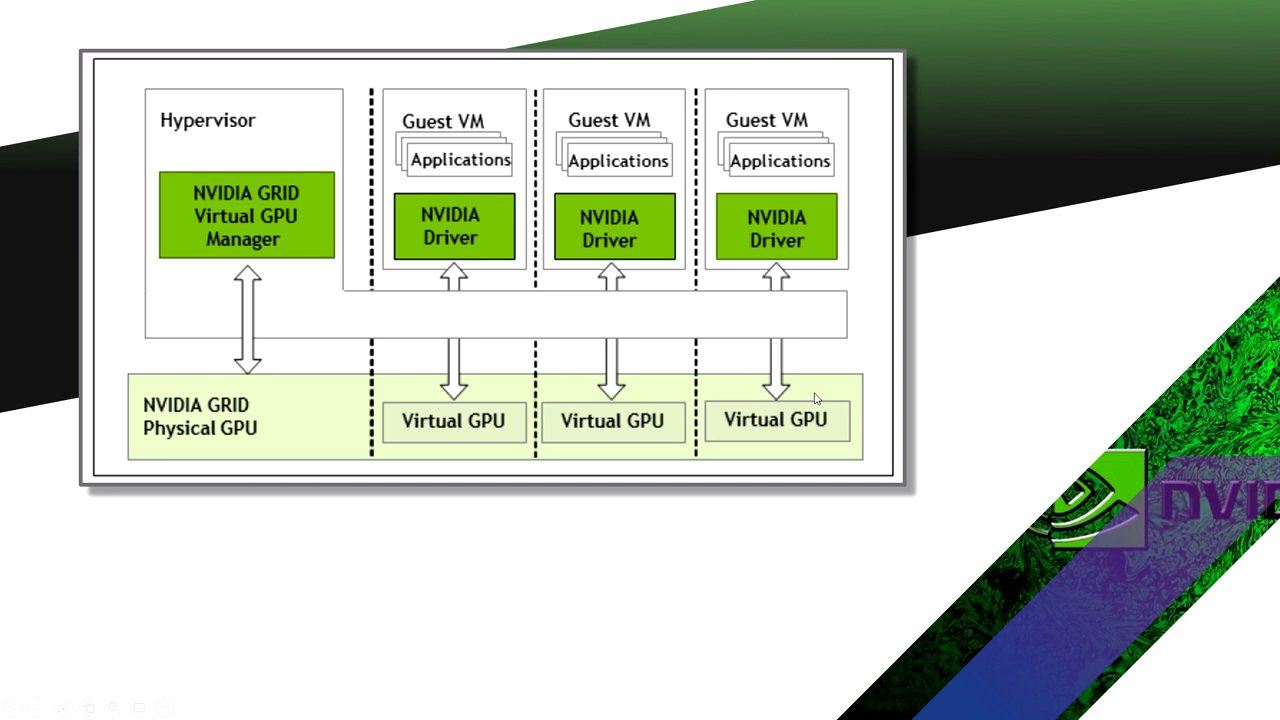 Hypervisor
NVIDIA GRID
Virtual GPU
Manager
Guest VM
Applications
NVIDIA
Driver
Guest VM
Applications
NVIDIA
Driver
Guest VM
Applications
NVIDIA
Driver
NVIDIA GRID
Physical GPU
Virtual GPU
Virtual GPU
Virtual GPU
NVID